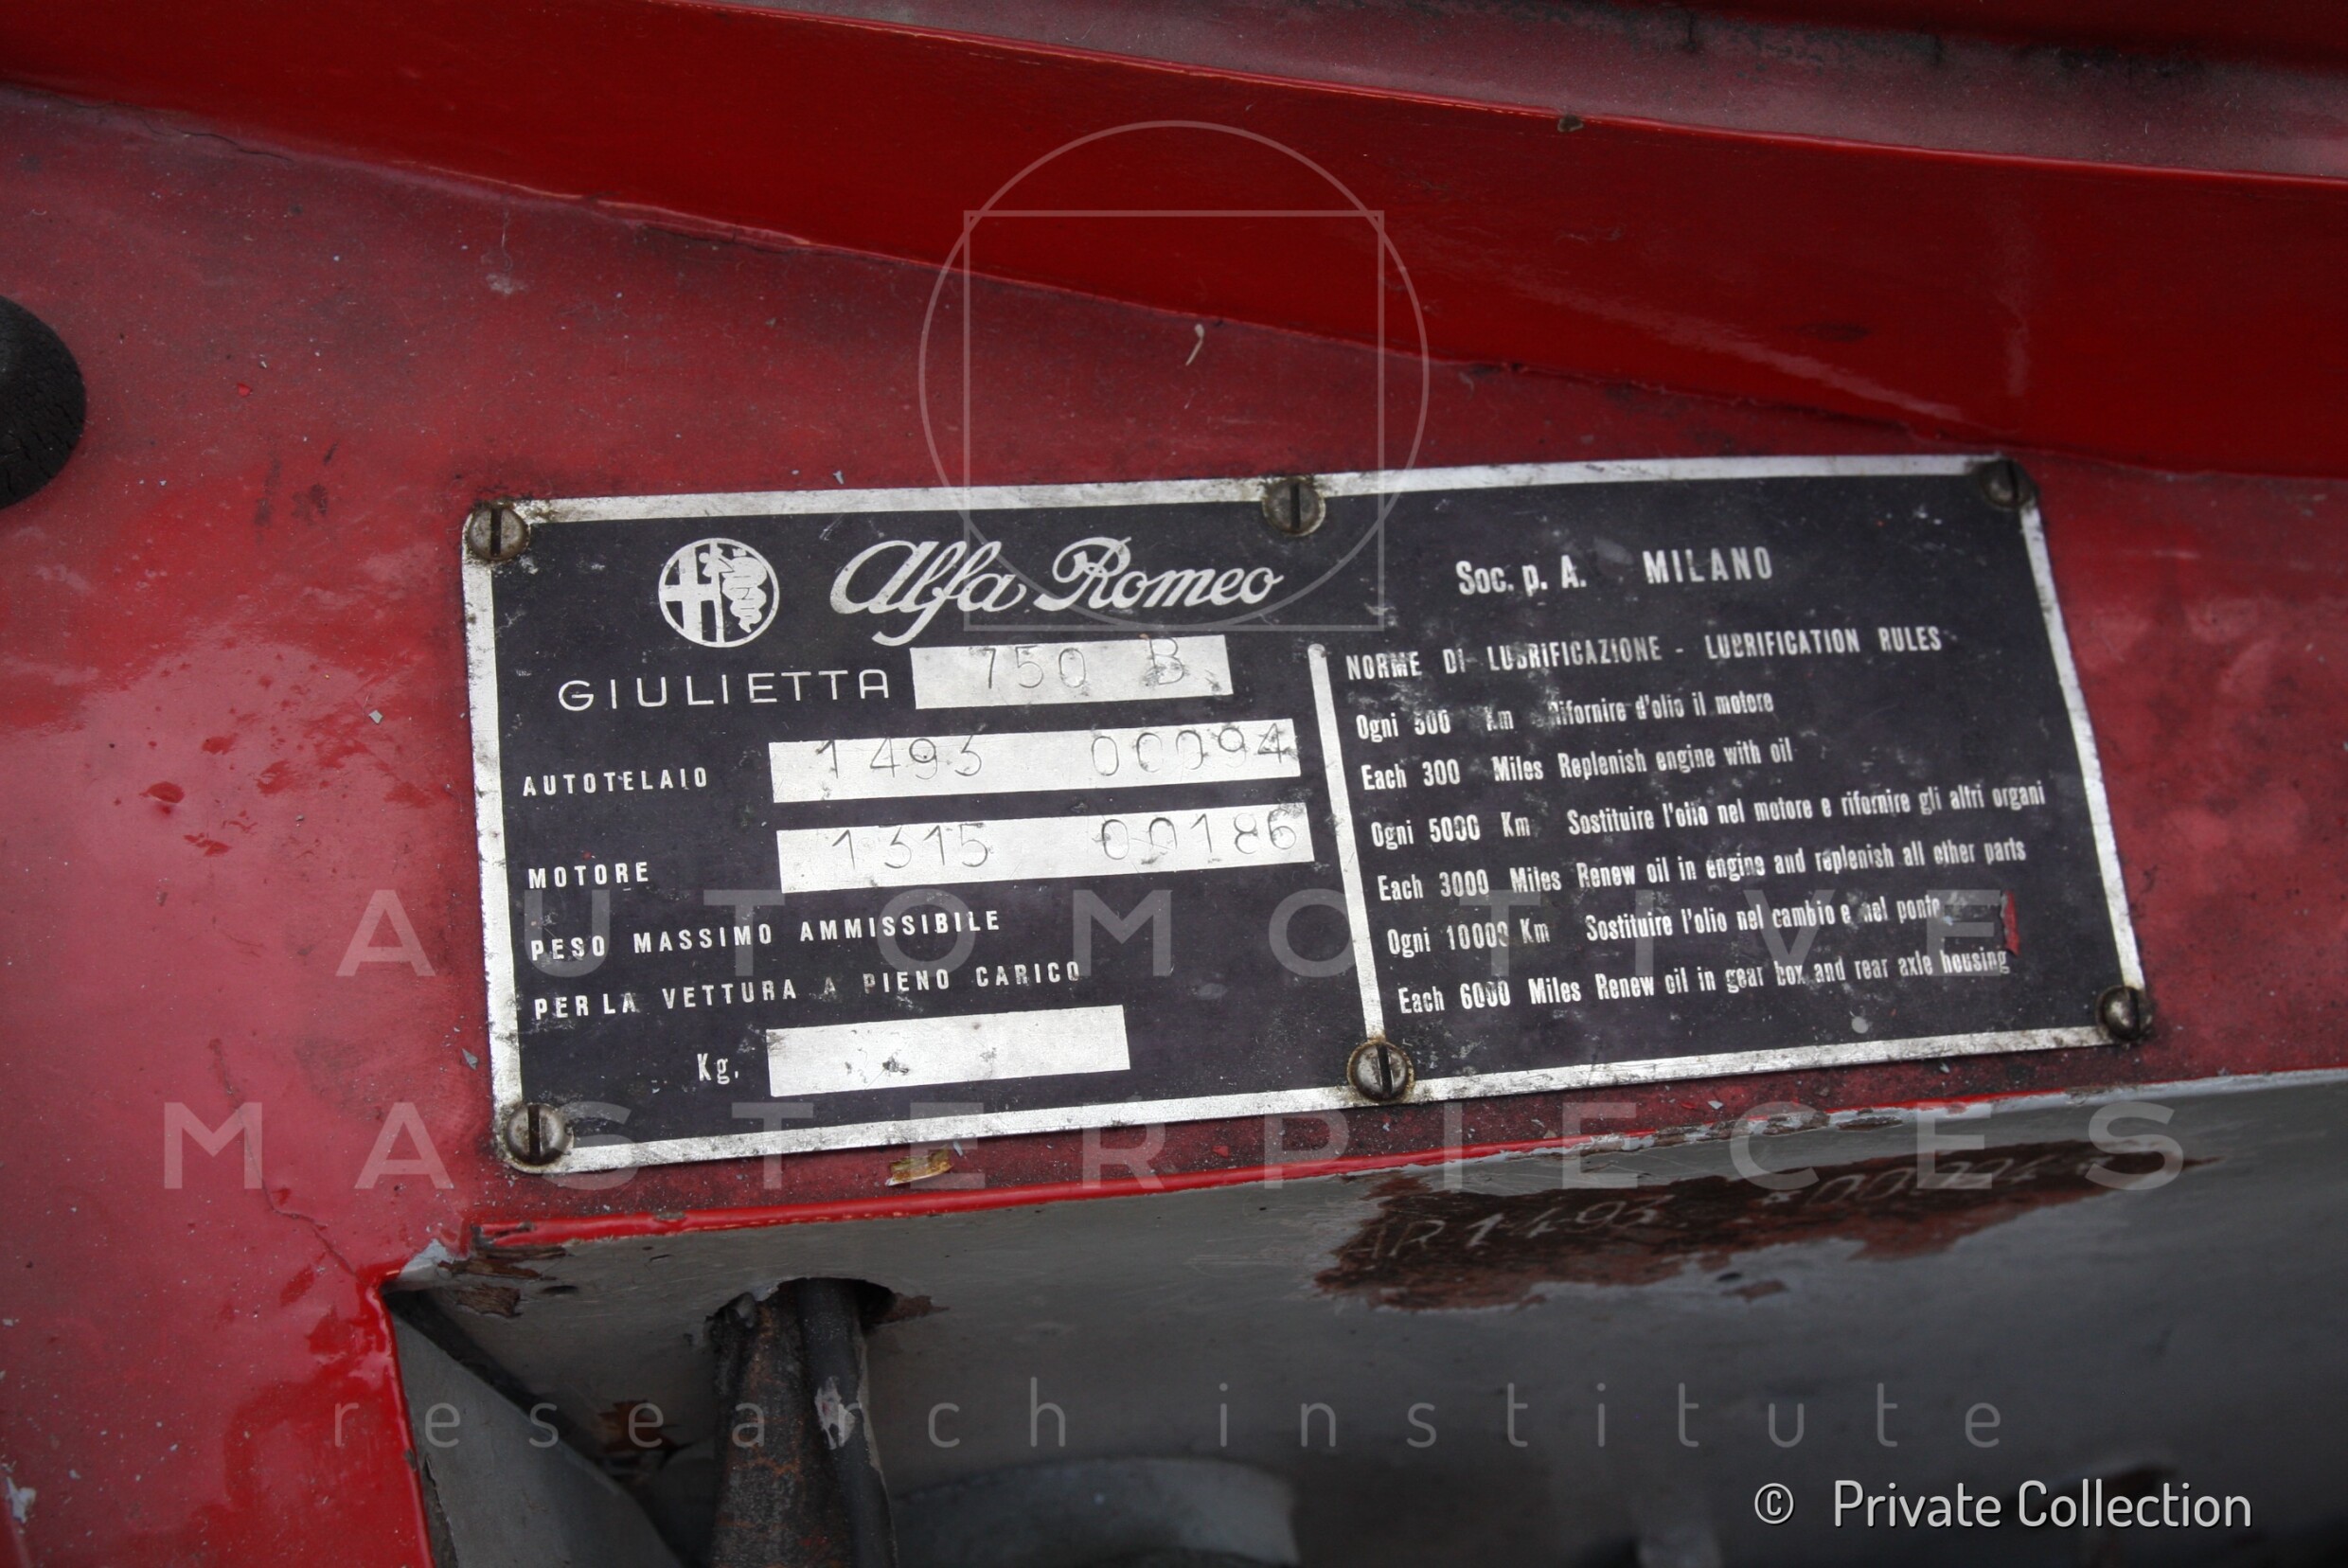 Alfa Romeo
GIULIETTA 750 B
AUTOTELAIO 1493 00094
MOTORE 1315 00186
PESO MASSIMO AMMISSIBILE
PER LA VETTURA A PIENO CARICO
Kg.
Soc. p. A. MILANO
NORME DI LUBRIFICAZIONE - LUBRIFICATION RULES
Ogni 500 Km Rifornire d'olio il motore
Each 300 Miles Replenish engine with oil
Ogni 5000 Km Sostituire l'olio nel motore e rifornire gli altri organi
Each 3000 Miles Renew oil in engine and replenish all other parts
Ogni 10000 Km Sostituire l'olio nel cambio e nel ponte
Each 6000 Miles Renew oil in gear box and rear axle housing
AR 1493
AUTOMOTIVE
MASTERPIECES
research institute
© Private Collection